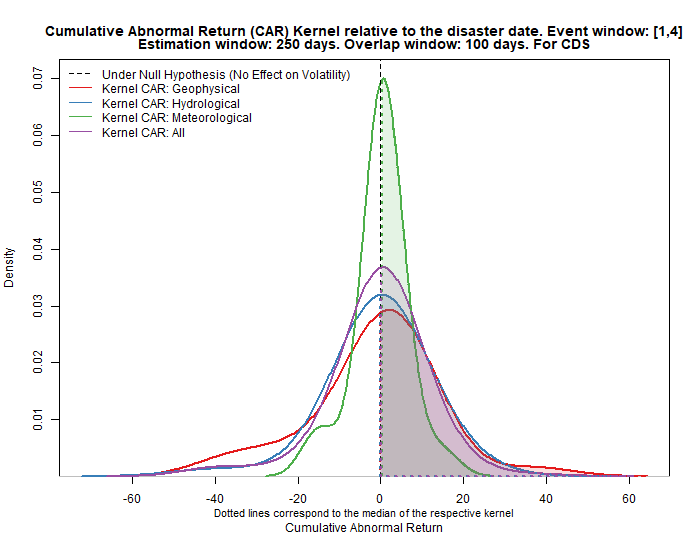 Cumulative Abnormal Return (CAR) Kernel relative to the disaster date. Event window: [1,4]
Estimation window: 250 days. Overlap window: 100 days. For CDS
Under Null Hypothesis (No Effect on Volatility)
Kernel CAR: Geophysical
Kernel CAR: Hydrological
Kernel CAR: Meteorological
Kernel CAR: All
0.07
0.06
0.05
0.04
0.03
0.02
0.01
Density
-60 -40 -20 0 20 40 60
Dotted lines correspond to the median of the respective kernel
Cumulative Abnormal Return